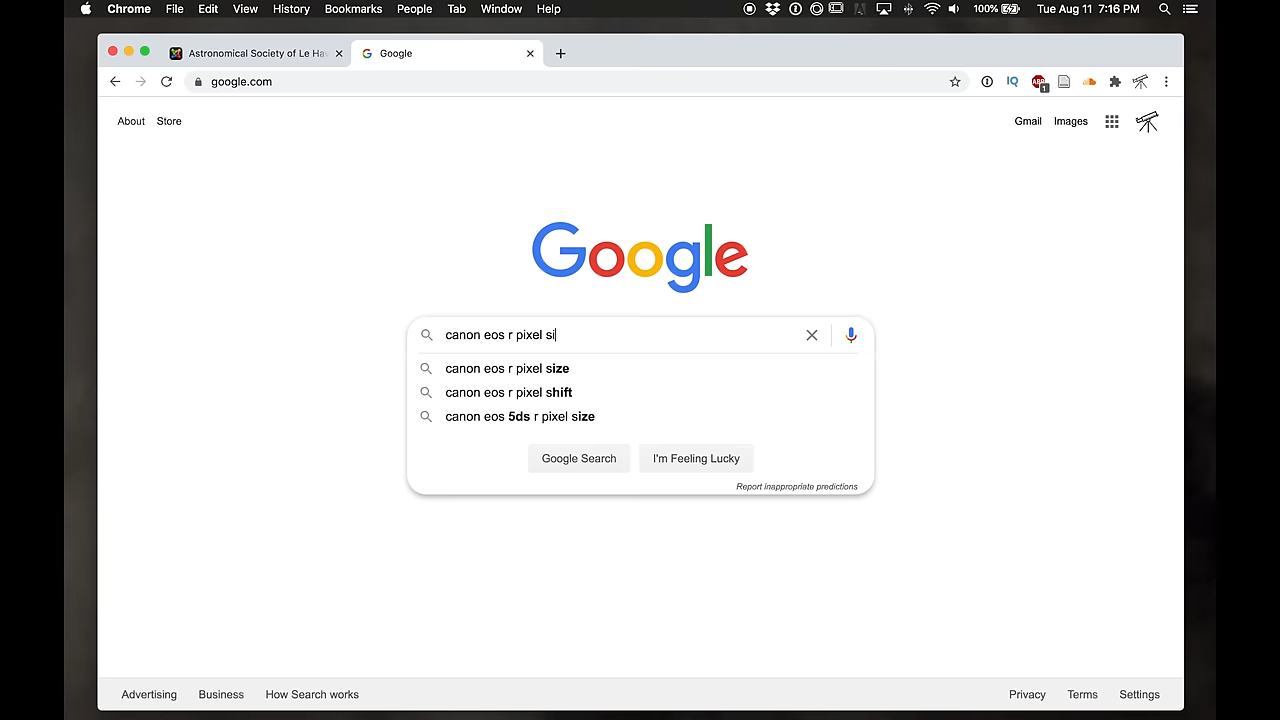 Chrome File Edit View History Bookmarks People Tab Window Help 100% Tue Aug 11 7:16 PM
Astronomical Society of Le Ha Google
google.com IQ ABP 1
About Store Gmail Images
Google
canon eos r pixel si
canon eos r pixel size
canon eos r pixel shift
canon eos 5ds r pixel size
Google Search I'm Feeling Lucky
Report inappropriate predictions
Advertising Business How Search works Privacy Terms Settings